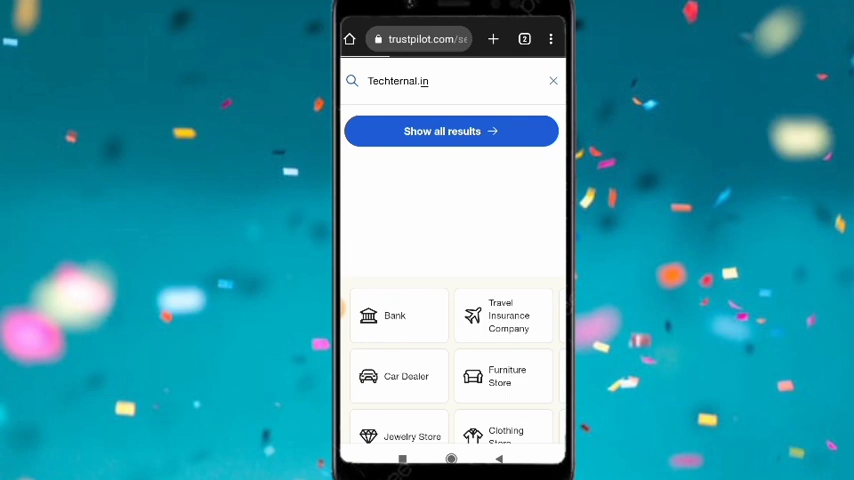 trustpilot.com/se
2
Techternal.in
Show all results
Bank
Travel
Insurance
Company
Car Dealer
Furniture
Store
Jewelry Store
Clothing
Store